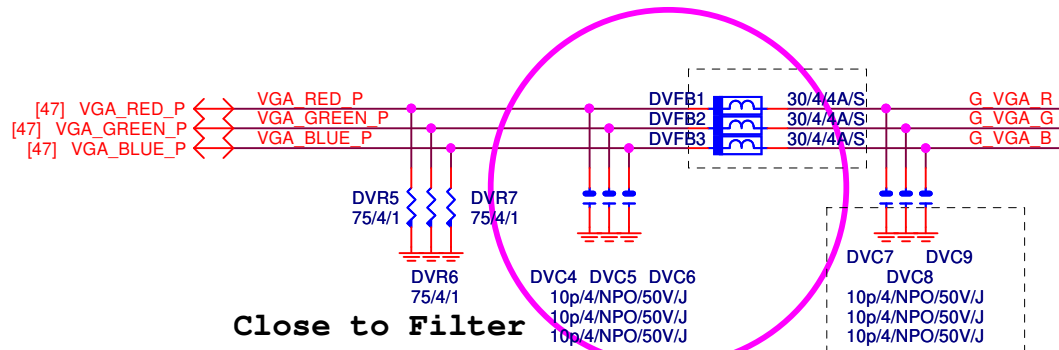 [47] VGA_RED_P VGA_RED_P DVFB1 30/4/4A/S G_VGA_R
[47] VGA_GREEN_P VGA_GREEN_P DVFB2 30/4/4A/S G_VGA_G
[47] VGA_BLUE_P VGA_BLUE_P DVFB3 30/4/4A/S G_VGA_B
DVR5 DVR7
75/4/1 75/4/1
DVC7 DVC9
DVR6 DVC4 DVC5 DVC6 DVC8
75/4/1 10p/4/NPO/50V/J 10p/4/NPO/50V/J
10p/4/NPO/50V/J 10p/4/NPO/50V/J
Close to Filter 10p/4/NPO/50V/J 10p/4/NPO/50V/J